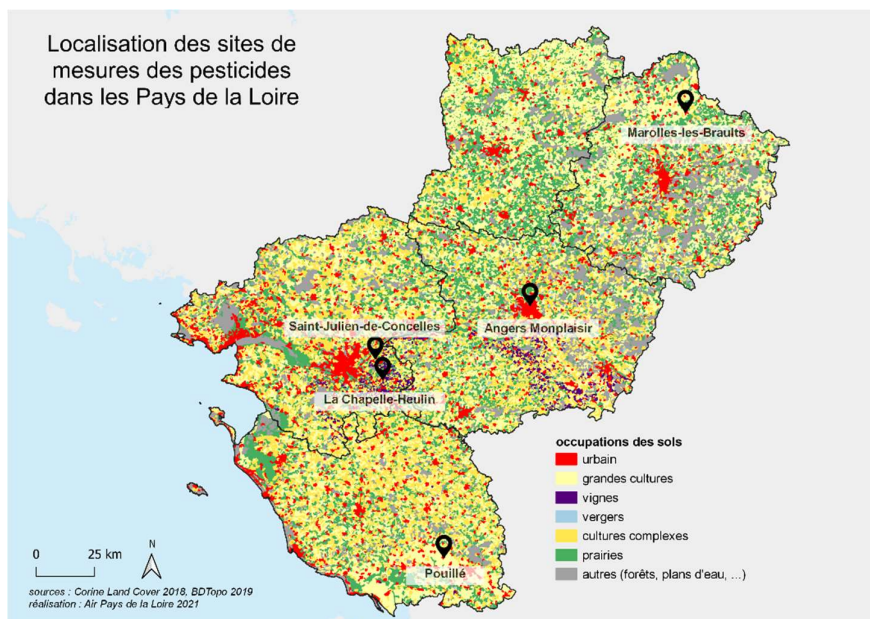 Localisation des sites de
mesures des pesticides
dans les Pays de la Loire
Marolles-les-Braults
Saint-Julien-de-Concelles
Angers Monplaisir
La Chapelle-Heulin
Pouillé
occupations des sols
urbain
grandes cultures
vignes
vergers
cultures complexes
prairies
autres (forêts, plans d'eau, ...)
0 25 km
N
sources : Corine Land Cover 2018, BDTopo 2019
réalisation : Air Pays de la Loire 2021